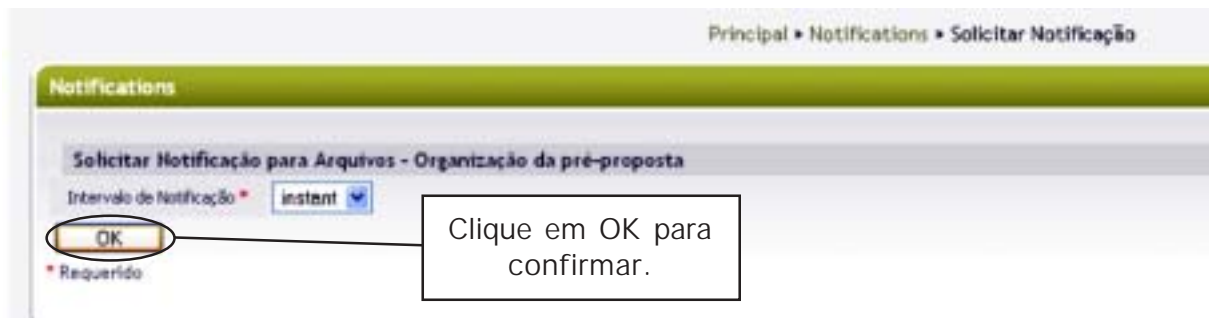 Principal • Notifications • Solicitar Notificação
Notifications
Solicitar Notificação para Arquivos - Organização da pré-proposta
Intervalo de Notificação * instant
OK
Clique em OK para
confirmar.
* Requerido